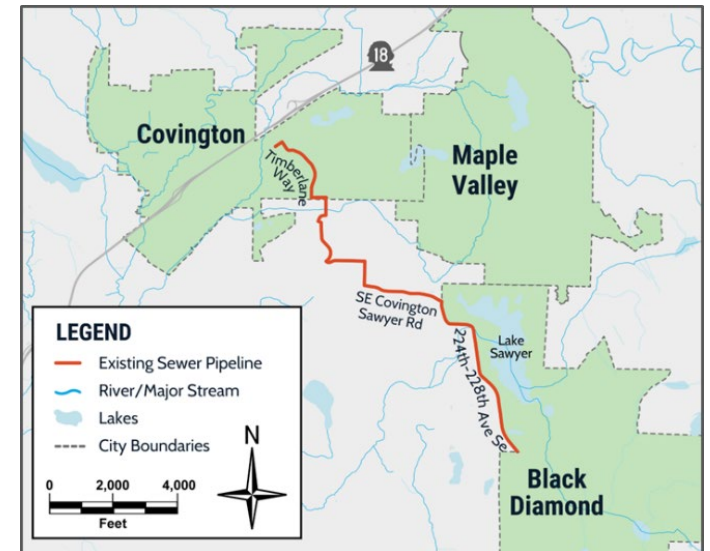 18
Covington
Maple
Valley
Timberlane
Way
SE Covington
Sawyer Rd
Lake
Sawyer
224th-228th Ave Se
Black
Diamond
LEGEND
Existing Sewer Pipeline
River/Major Stream
Lakes
City Boundaries
N
0 2,000 4,000
Feet